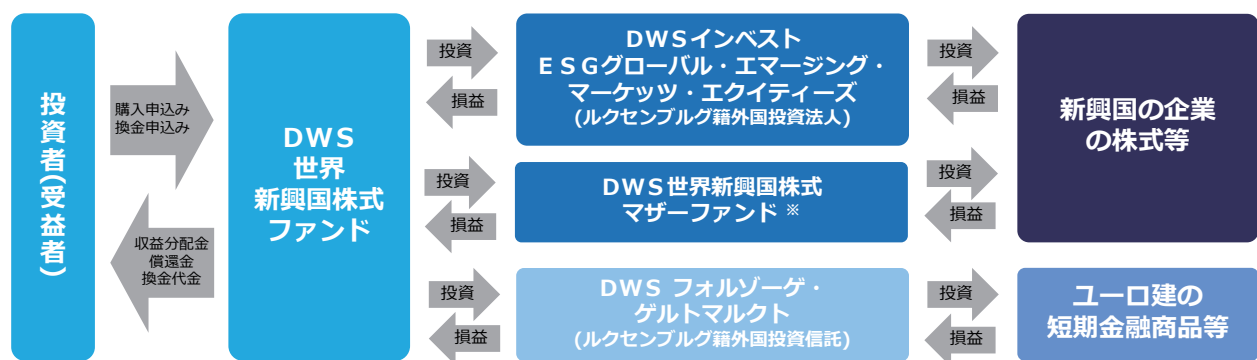 投資者(受益者)
購入申込み
換金申込み
収益分配金
償還金
換金代金
DWS
世界
新興国株式
ファンド
投資
損益
投資
損益
投資
損益
DWSインベスト
ESGグローバル・エマージング・
マーケッツ・エクイティーズ
(ルクセンブルグ籍外国投資法人)
DWS世界新興国株式
マザーファンド ※
DWS フォルゾーゲ・
ゲルトマルクト
(ルクセンブルグ籍外国投資信託)
投資
損益
投資
損益
投資
損益
新興国の企業
の株式等
ユーロ建の
短期金融商品等